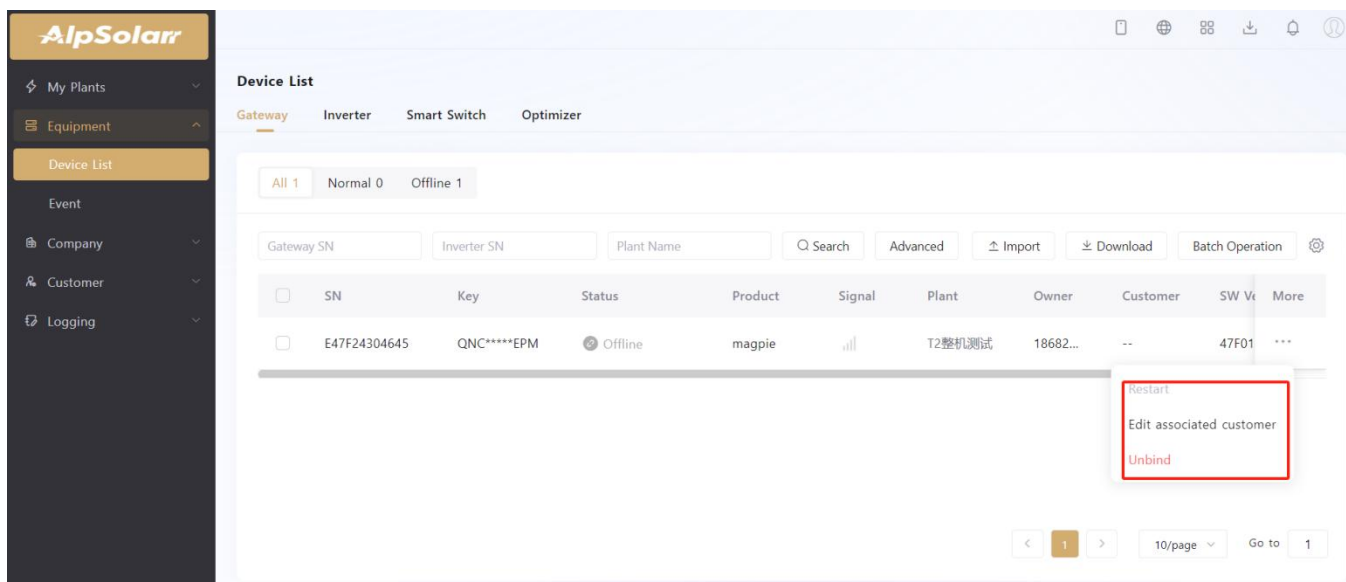 AlpSolarr
My Plants
Equipment
Device List
Event
Company
Customer
Logging
Device List
Gateway Inverter Smart Switch Optimizer
All 1 Normal 0 Offline 1
Gateway SN Inverter SN Plant Name Search Advanced Import Download Batch Operation
SN Key Status Product Signal Plant Owner Customer SW Ve More
E47F24304645 QNC*****EPM Offline magpie T2整机测试 18682... -- 47F01 ...
Restart
Edit associated customer
Unbind
< 1 > 10/page Go to 1